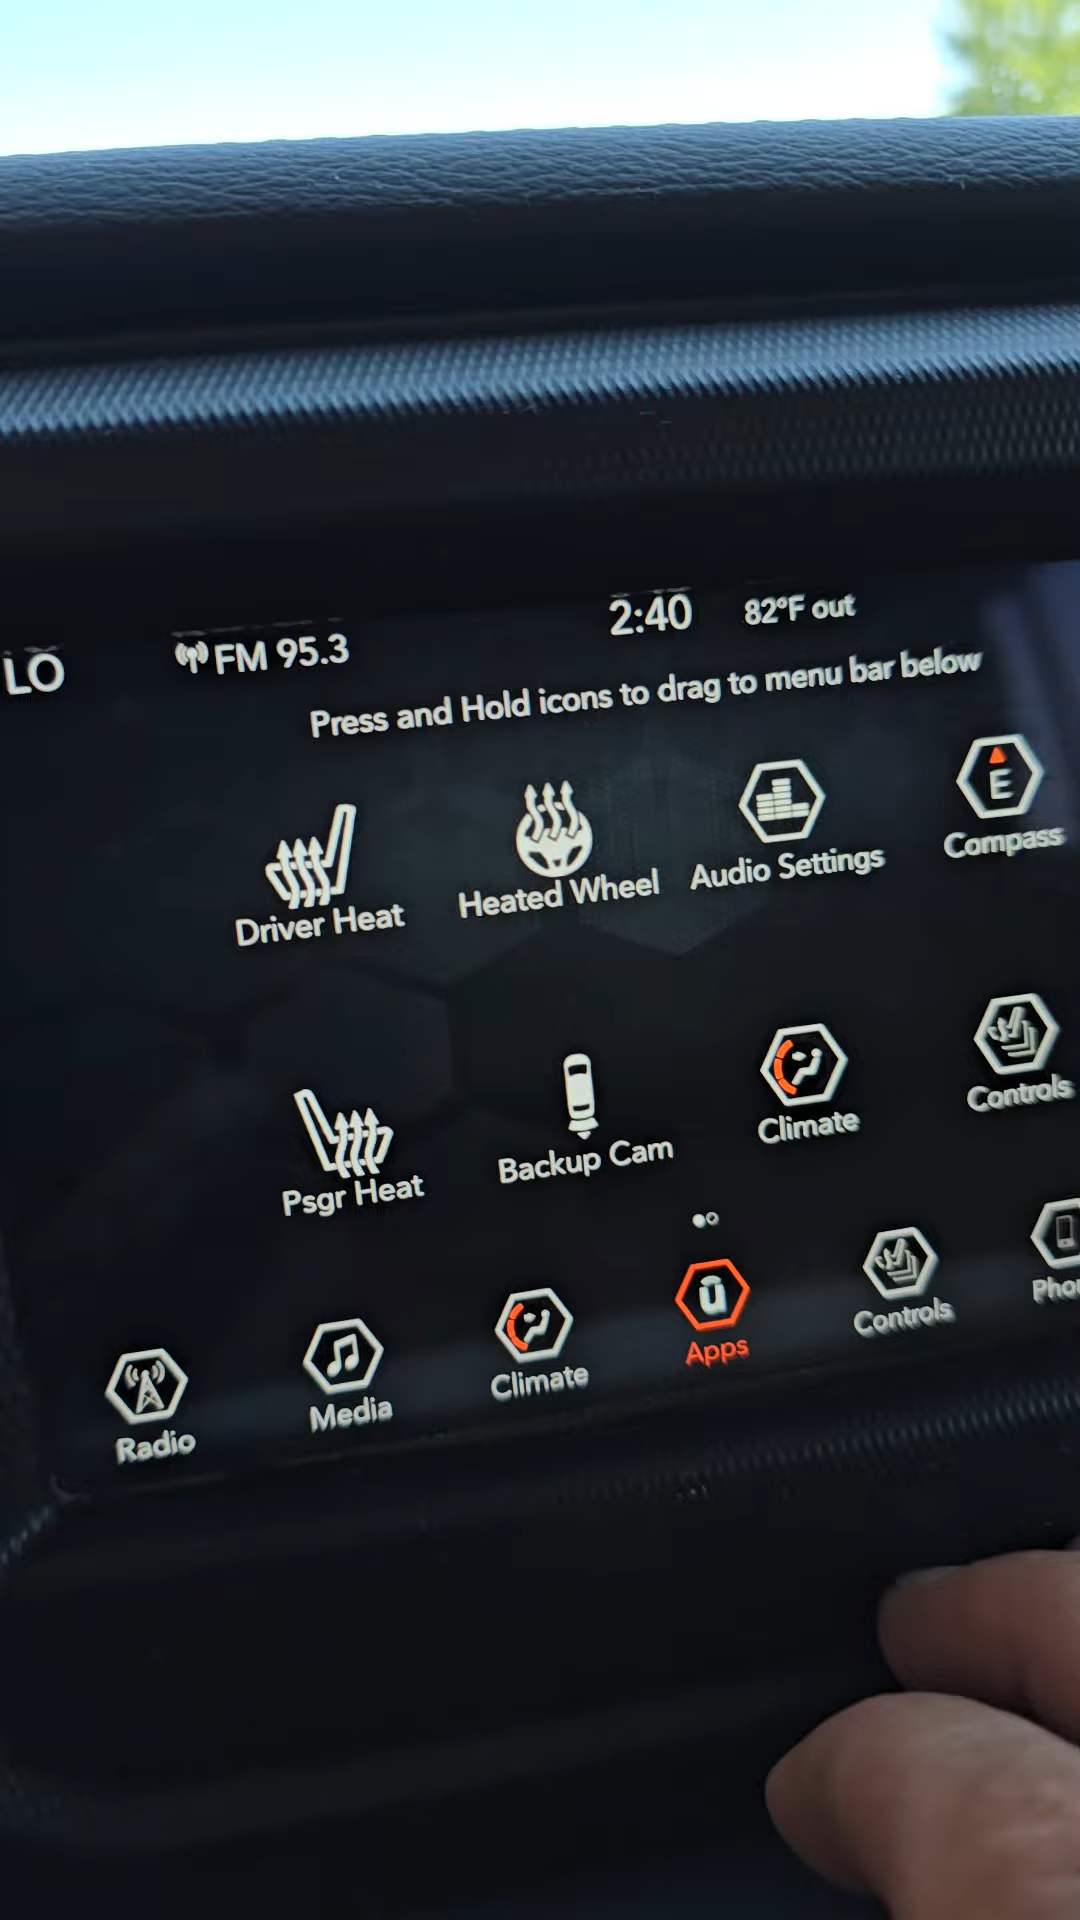 LO FM 95.3 2:40 82°F out
Press and Hold icons to drag to menu bar below
Driver Heat Heated Wheel Audio Settings E Compass
Psgr Heat Backup Cam Climate Controls
Radio Media Climate ū Apps Controls Phon